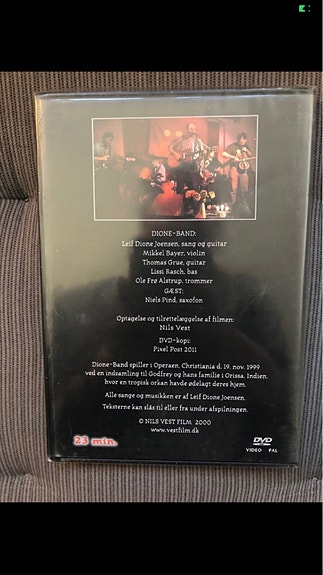 DIONE-BAND:
Leif Dione Joensen, sang og guitar
Mikkel Bayer, violin
Thomas Grue, guitar
Lissi Rasch, bas
Ole Frø Alstrup, trommer
GÆST:
Niels Pind, saxofon
Optagelse og tilrettelæggelse af filmen:
Nils Vest
DVD-kopi:
Pixel Post 2011
Dione-Band spiller i Operaen, Christiania d. 19. nov. 1999
ved en indsamling til Godfrey og hans familie i Orissa, Indien,
hvor en tropisk orkan havde ødelagt deres hjem.
Alle sange og musikken er af Leif Dione Joensen.
Teksterne kan slås til eller fra under afspilningen.
© NILS VEST FILM 2000
www.vestfilm.dk
23 min.
DVD
VIDEO PAL